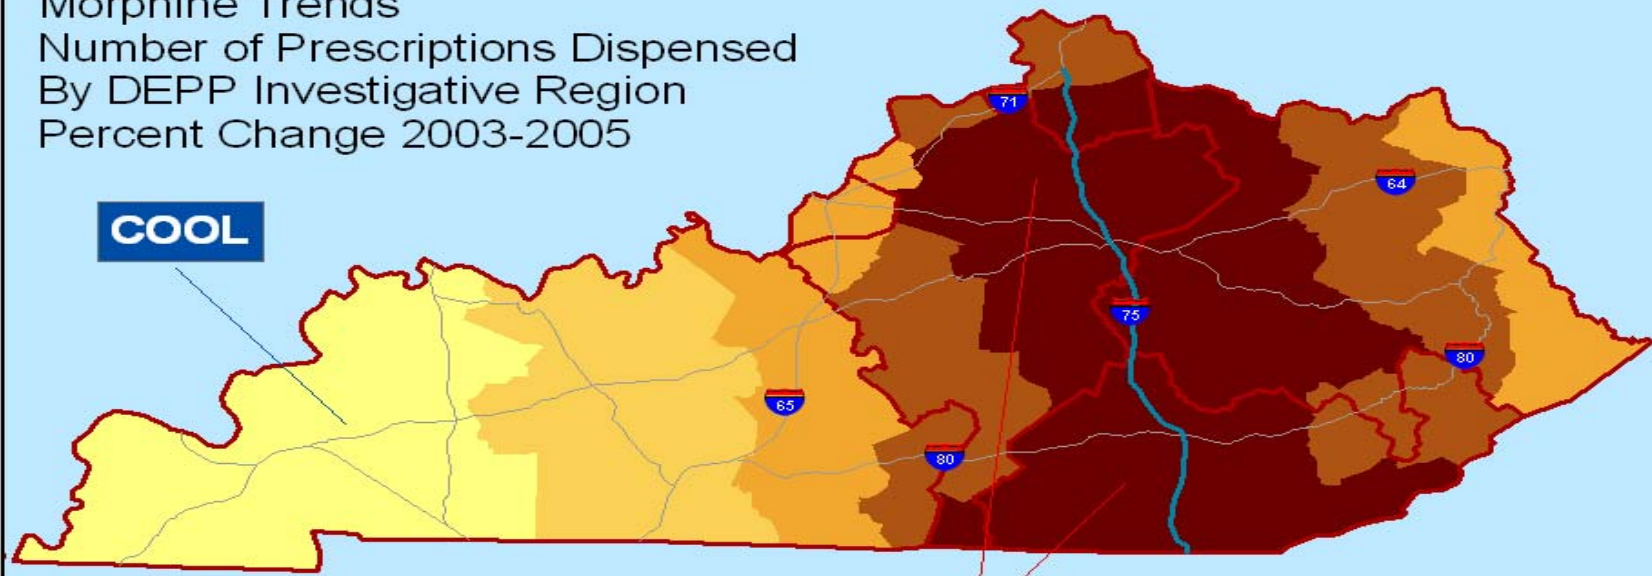 Morphine Trends
Number of Prescriptions Dispensed
By DEPP Investigative Region
Percent Change 2003-2005
71
64
COOL
75
80
65
80